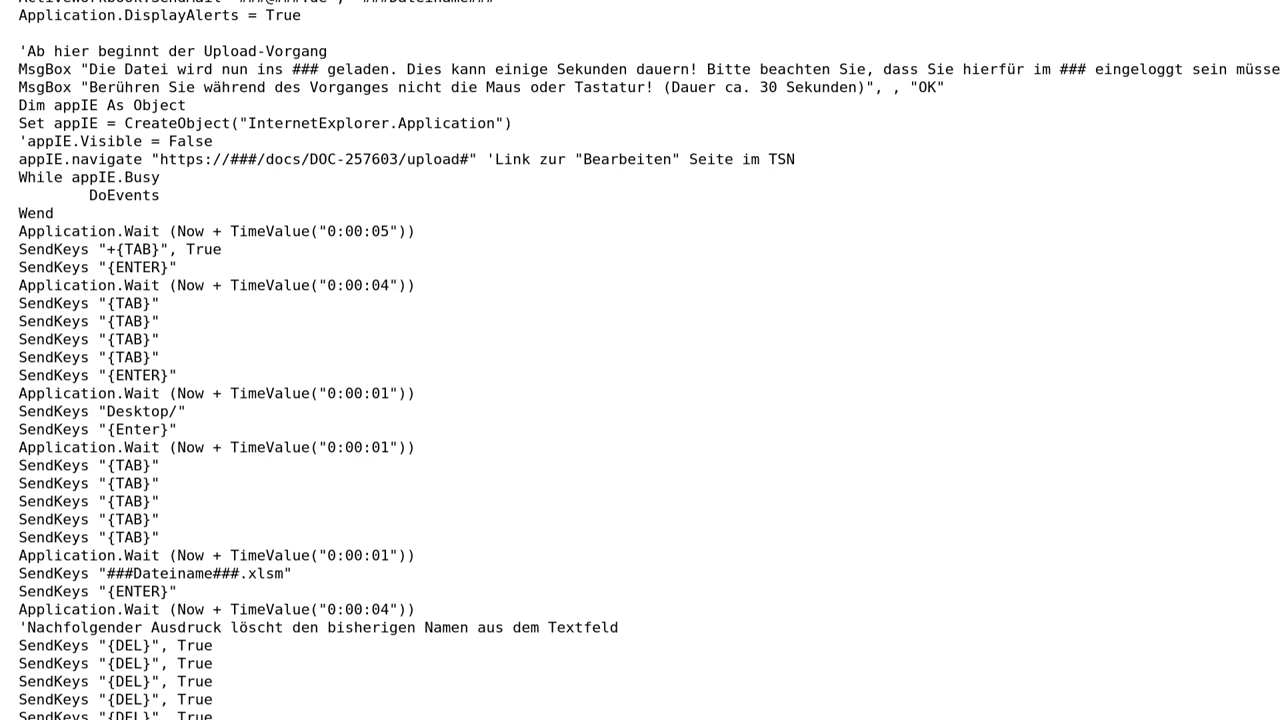 Application.DisplayAlerts = True
'Ab hier beginnt der Upload-Vorgang
MsgBox "Die Datei wird nun ins ### geladen. Dies kann einige Sekunden dauern! Bitte beachten Sie, dass Sie hierfür im ### eingeloggt sein müsse
MsgBox "Berühren Sie während des Vorganges nicht die Maus oder Tastatur! (Dauer ca. 30 Sekunden)", , "OK"
Dim appIE As Object
Set appIE = CreateObject("InternetExplorer.Application")
'appIE.Visible = False
appIE.navigate "https://###/docs/DOC-257603/upload#" 'Link zur "Bearbeiten" Seite im TSN
While appIE.Busy
        DoEvents
Wend
Application.Wait (Now + TimeValue("0:00:05"))
SendKeys "+{TAB}", True
SendKeys "{ENTER}"
Application.Wait (Now + TimeValue("0:00:04"))
SendKeys "{TAB}"
SendKeys "{TAB}"
SendKeys "{TAB}"
SendKeys "{TAB}"
SendKeys "{ENTER}"
Application.Wait (Now + TimeValue("0:00:01"))
SendKeys "Desktop/"
SendKeys "{Enter}"
Application.Wait (Now + TimeValue("0:00:01"))
SendKeys "{TAB}"
SendKeys "{TAB}"
SendKeys "{TAB}"
SendKeys "{TAB}"
SendKeys "{TAB}"
Application.Wait (Now + TimeValue("0:00:01"))
SendKeys "###Dateiname###.xlsm"
SendKeys "{ENTER}"
Application.Wait (Now + TimeValue("0:00:04"))
'Nachfolgender Ausdruck löscht den bisherigen Namen aus dem Textfeld
SendKeys "{DEL}", True
SendKeys "{DEL}", True
SendKeys "{DEL}", True
SendKeys "{DEL}", True
SendKeys "{DEL}", True